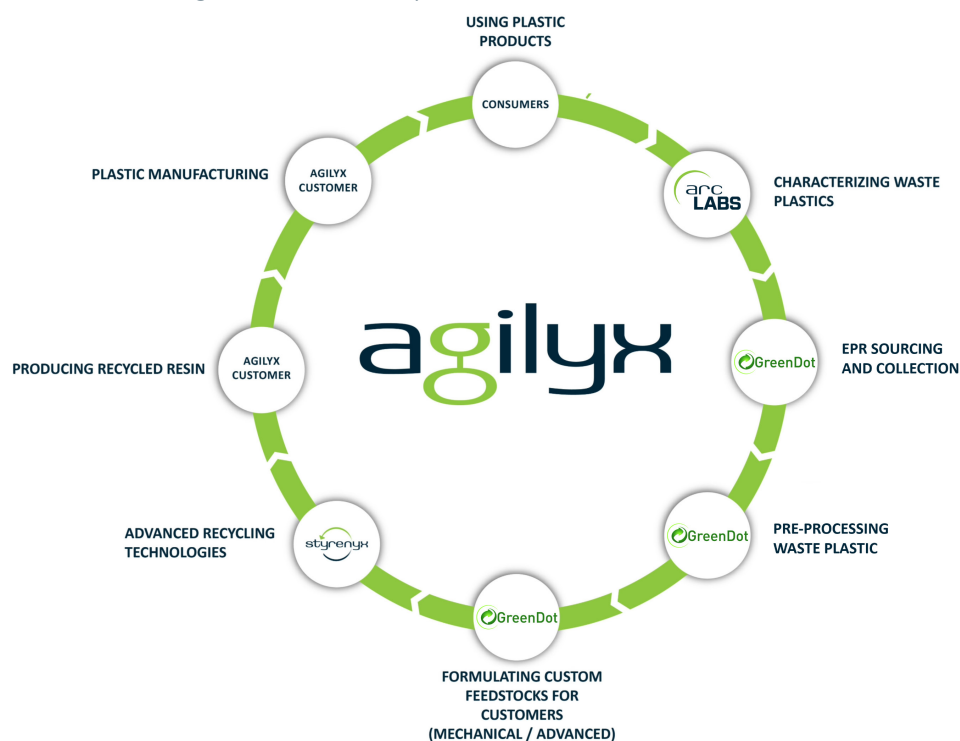 USING PLASTIC
PRODUCTS
CONSUMERS
arc
LABS
CHARACTERIZING WASTE
PLASTICS
GreenDot
EPR SOURCING
AND COLLECTION
GreenDot
PRE-PROCESSING
WASTE PLASTIC
GreenDot
FORMULATING CUSTOM
FEEDSTOCKS FOR
CUSTOMERS
(MECHANICAL / ADVANCED)
styrenyx
ADVANCED RECYCLING
TECHNOLOGIES
AGILYX
CUSTOMER
PRODUCING RECYCLED RESIN
AGILYX
CUSTOMER
PLASTIC MANUFACTURING
agilyx